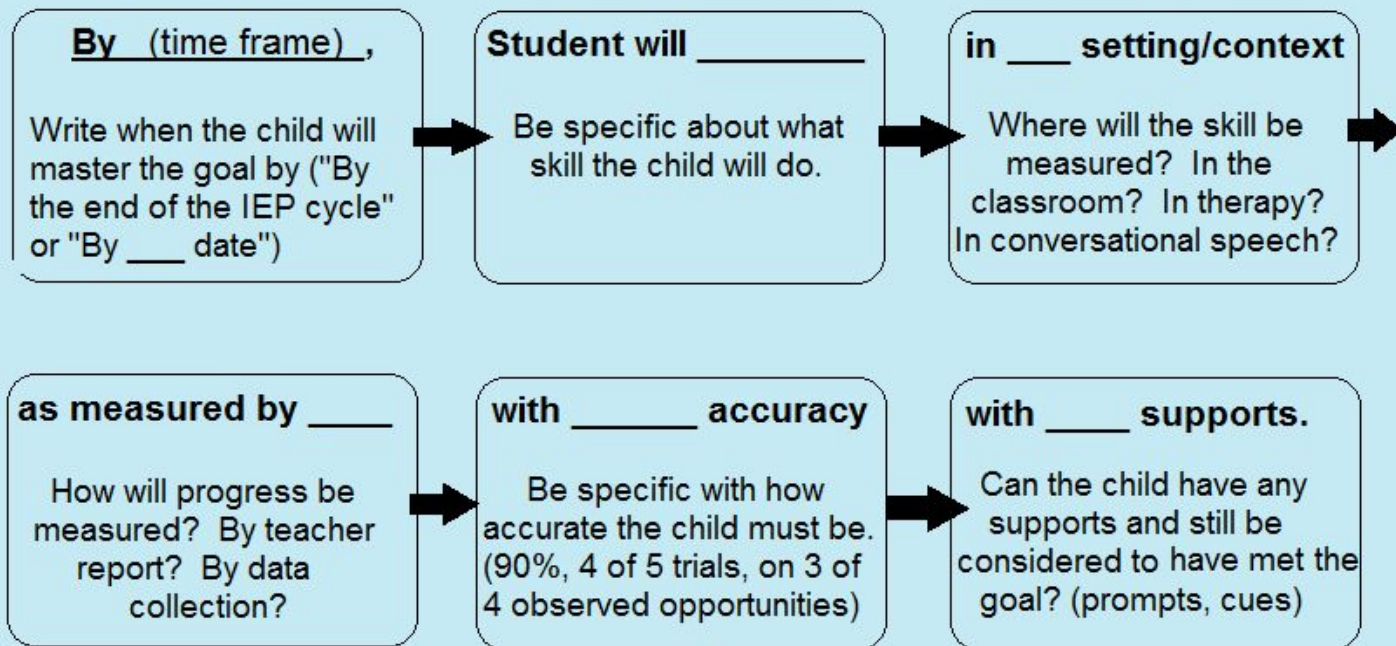 By (time frame) ,
Write when the child will
master the goal by ("By
the end of the IEP cycle"
or "By ___ date")
Student will ________
Be specific about what
skill the child will do.
in ___ setting/context
Where will the skill be
measured? In the
classroom? In therapy?
In conversational speech?
as measured by ____
How will progress be
measured? By teacher
report? By data
collection?
with ______ accuracy
Be specific with how
accurate the child must be.
(90%, 4 of 5 trials, on 3 of
4 observed opportunities)
with ____ supports.
Can the child have any
supports and still be
considered to have met the
goal? (prompts, cues)